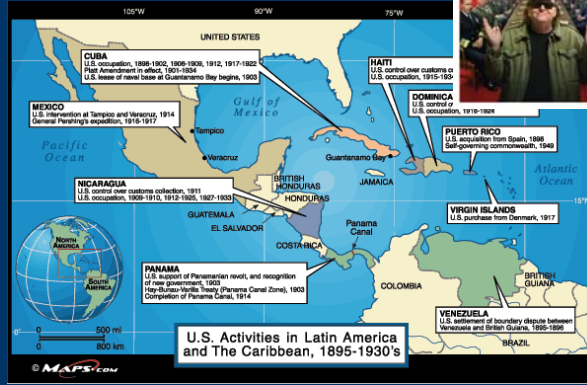 105°W 90°W 75°W
UNITED STATES
CUBA
U.S. occupation, 1898-1902, 1906-1909, 1912, 1917-1922
Platt Amendment in effect, 1901-1934
U.S. lease of naval base at Guantanamo Bay begins, 1903
HAITI
U.S. control over customs
U.S. occupation, 1915-
DOMINICA
U.S. control
U.S. occupation, 1916-1924
MEXICO
U.S. intervention at Tampico and Veracruz, 1914
General Pershing's expedition, 1916-1917
Gulf of
Mexico
PUERTO RICO
U.S. acquisition from Spain, 1898
Self-governing commonwealth, 1949
Tampico
Pacific
Ocean
Veracruz
Guantanamo Bay
Atlantic
Ocean
JAMAICA
BRITISH
HONDURAS
NICARAGUA
U.S. control over customs collection, 1911
U.S. occupation, 1909-1910, 1912-1925, 1927-1933
HONDURAS
15°
VIRGIN ISLANDS
U.S. purchase from Denmark, 1917
GUATEMALA
EL SALVADOR
Panama
Canal
COSTA RICA
NORTH
AMERICA
SOUTH
AMERICA
PANAMA
U.S. support of Panamanian revolt, and recognition
of new government, 1903
Hay-Bunau-Varilla Treaty (Panama Canal Zone), 1903
Completion of Panama Canal, 1914
COLOMBIA
BRITISH
GUIANA
VENEZUELA
U.S. settlement of boundary dispute between
Venezuela and British Guiana, 1895-1896
BRAZIL
0 500 mi
0 800 km
U.S. Activities in Latin America
and The Caribbean, 1895-1930's
© MAPS.COM